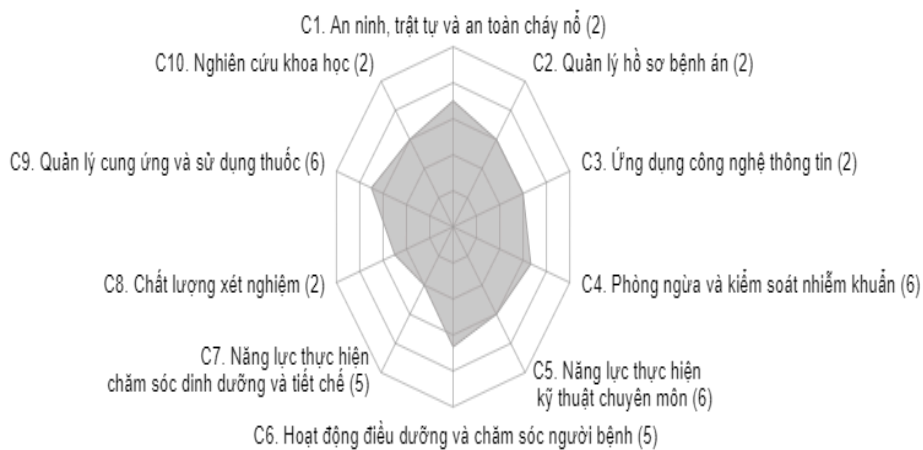 C1. An ninh, trật tự và an toàn cháy nổ (2)
C10. Nghiên cứu khoa học (2)
C2. Quản lý hồ sơ bệnh án (2)
C9. Quản lý cung ứng và sử dụng thuốc (6)
C3. Ứng dụng công nghệ thông tin (2)
C8. Chất lượng xét nghiệm (2)
C4. Phòng ngừa và kiểm soát nhiễm khuẩn (6)
C7. Năng lực thực hiện
chăm sóc dinh dưỡng và tiết chế (5)
C5. Năng lực thực hiện
kỹ thuật chuyên môn (6)
C6. Hoạt động điều dưỡng và chăm sóc người bệnh (5)